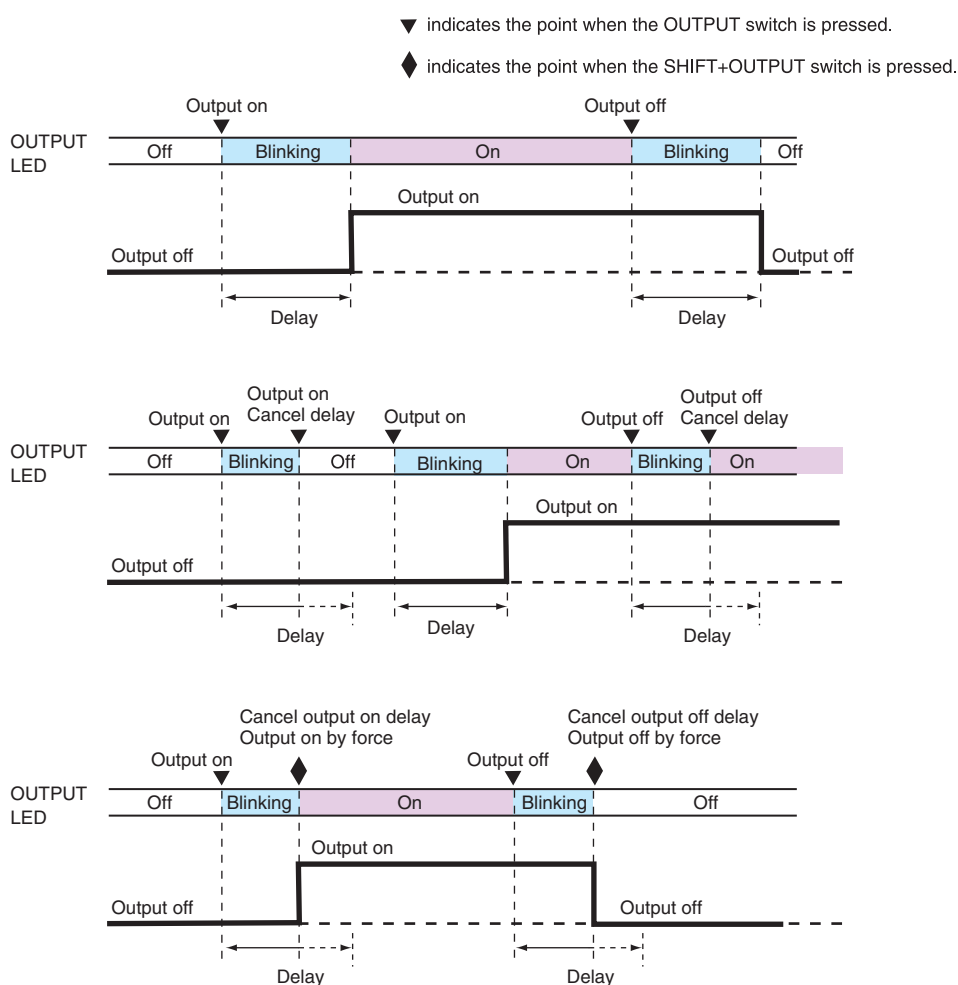 ▼ indicates the point when the OUTPUT switch is pressed.
◆ indicates the point when the SHIFT+OUTPUT switch is pressed.
Output on
Output off
OUTPUT
LED
Off
Blinking
On
Blinking
Off
Output on
Output off
Output off
Delay
Delay
Output on
Output on
Cancel delay
Output on
Output off
Output off
Cancel delay
OUTPUT
LED
Off
Blinking
Off
Blinking
On
Blinking
On
Output on
Output off
Delay
Delay
Delay
Cancel output on delay
Output on by force
Cancel output off delay
Output off by force
Output on
Output off
OUTPUT
LED
Off
Blinking
On
Blinking
Off
Output on
Output off
Output off
Delay
Delay